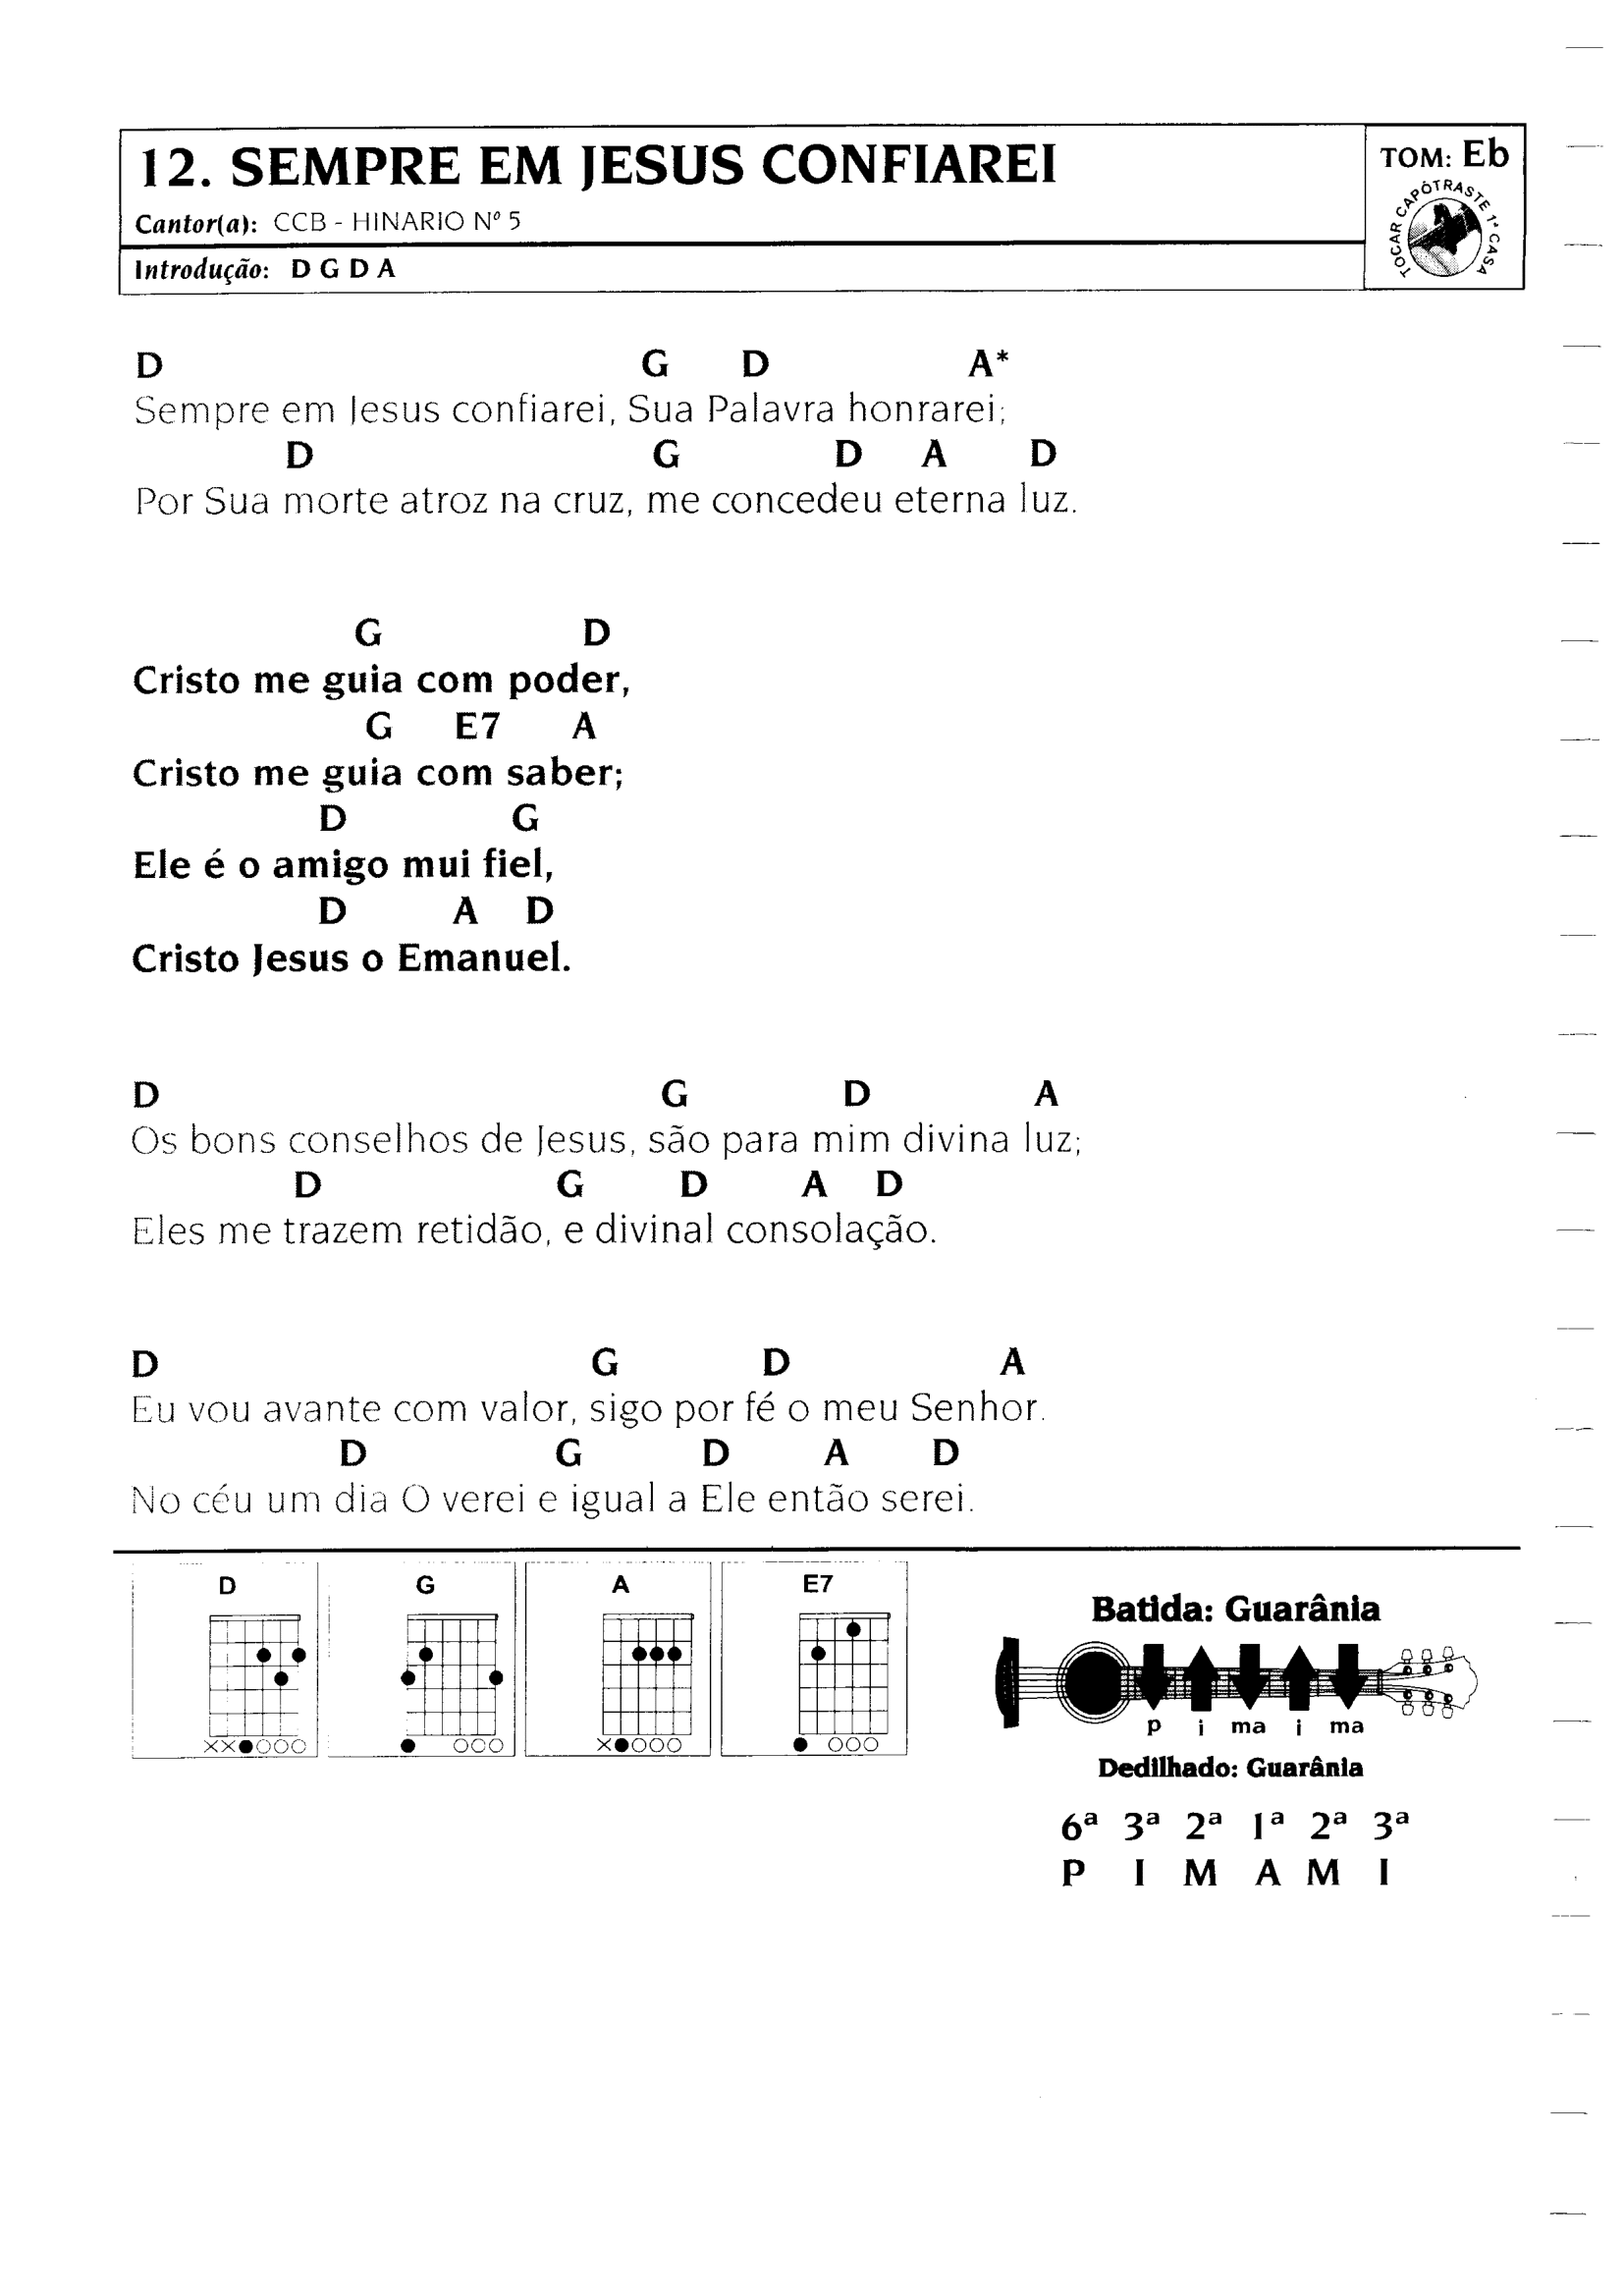 12. SEMPRE EM JESUS CONFIAREI
Cantor(a): CCB - HINARIO Nº 5
Introdução: D G D A
TOM: Eb
TOCAR CAPÓTRASTE 1ª CASA
D G D A*
Sempre em Jesus confiarei, Sua Palavra honrarei;
D G D A D
Por Sua morte atroz na cruz, me concedeu eterna luz.
G D
Cristo me guia com poder,
G E7 A
Cristo me guia com saber;
D G
Ele é o amigo mui fiel,
D A D
Cristo Jesus o Emanuel.
D G D A
Os bons conselhos de Jesus, são para mim divina luz;
D G D A D
Eles me trazem retidão, e divinal consolação.
D G D A
Eu vou avante com valor, sigo por fé o meu Senhor.
D G D A D
No céu um dia O verei e igual a Ele então serei.
D G A E7
Batida: Guarânia
p i ma i ma
Dedilhado: Guarânia
6ª 3ª 2ª 1ª 2ª 3ª
P I M A M I